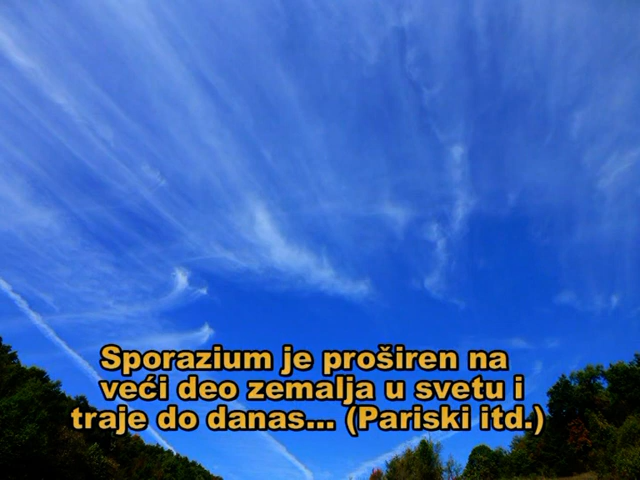 Sporazium je proširen na
veći deo zemalja u svetu i
traje do danas... (Pariski itd.)